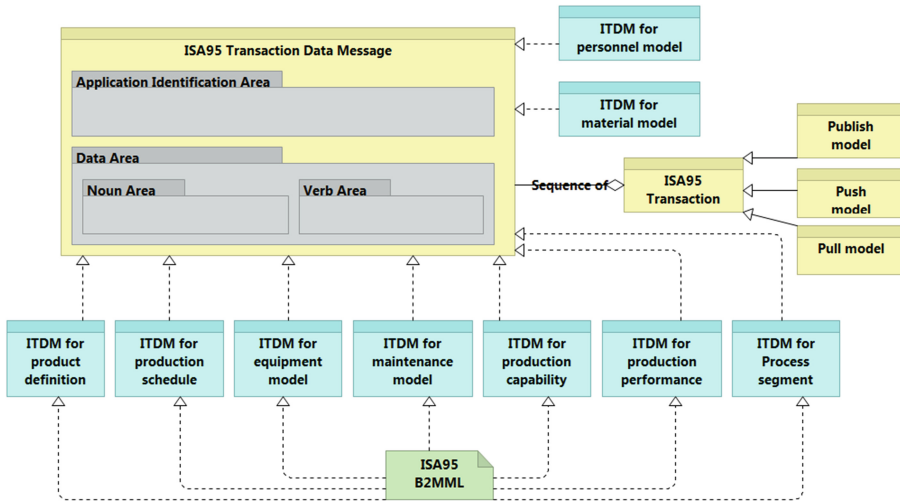 ISA95 Transaction Data Message
Application Identification Area
Data Area
Noun Area
Verb Area
ITDM for
personnel model
ITDM for
material model
Sequence of
ISA95
Transaction
Publish
model
Push
model
Pull model
ITDM for
product
definition
ITDM for
production
schedule
ITDM for
equipment
model
ITDM for
maintenance
model
ITDM for
production
capability
ITDM for
production
performance
ITDM for
Process
segment
ISA95
B2MML